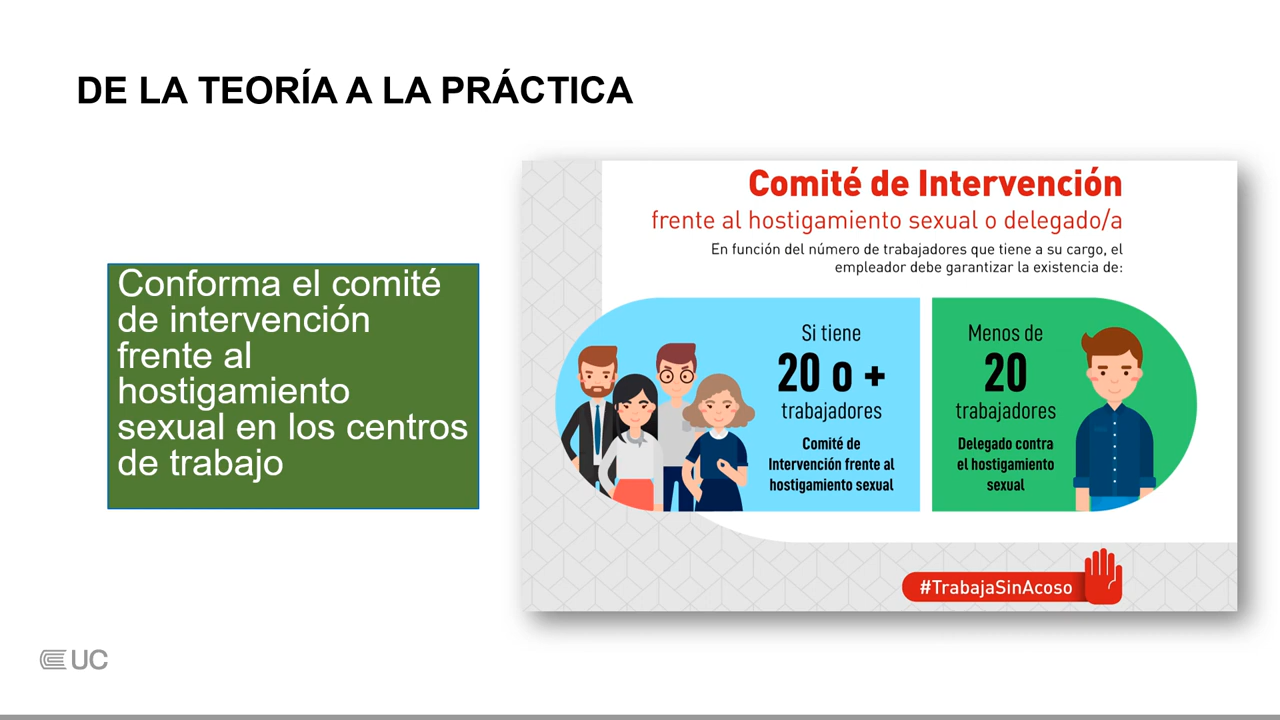 DE LA TEORÍA A LA PRÁCTICA
Conforma el comité
de intervención
frente al
hostigamiento
sexual en los centros
de trabajo
Comité de Intervención
frente al hostigamiento sexual o delegado/a
En función del número de trabajadores que tiene a su cargo, el
empleador debe garantizar la existencia de:
Si tiene
20 o +
trabajadores
Comité de
Intervención frente al
hostigamiento sexual
Menos de
20
trabajadores
Delegado contra
el hostigamiento
sexual
#TrabajaSinAcoso
UC